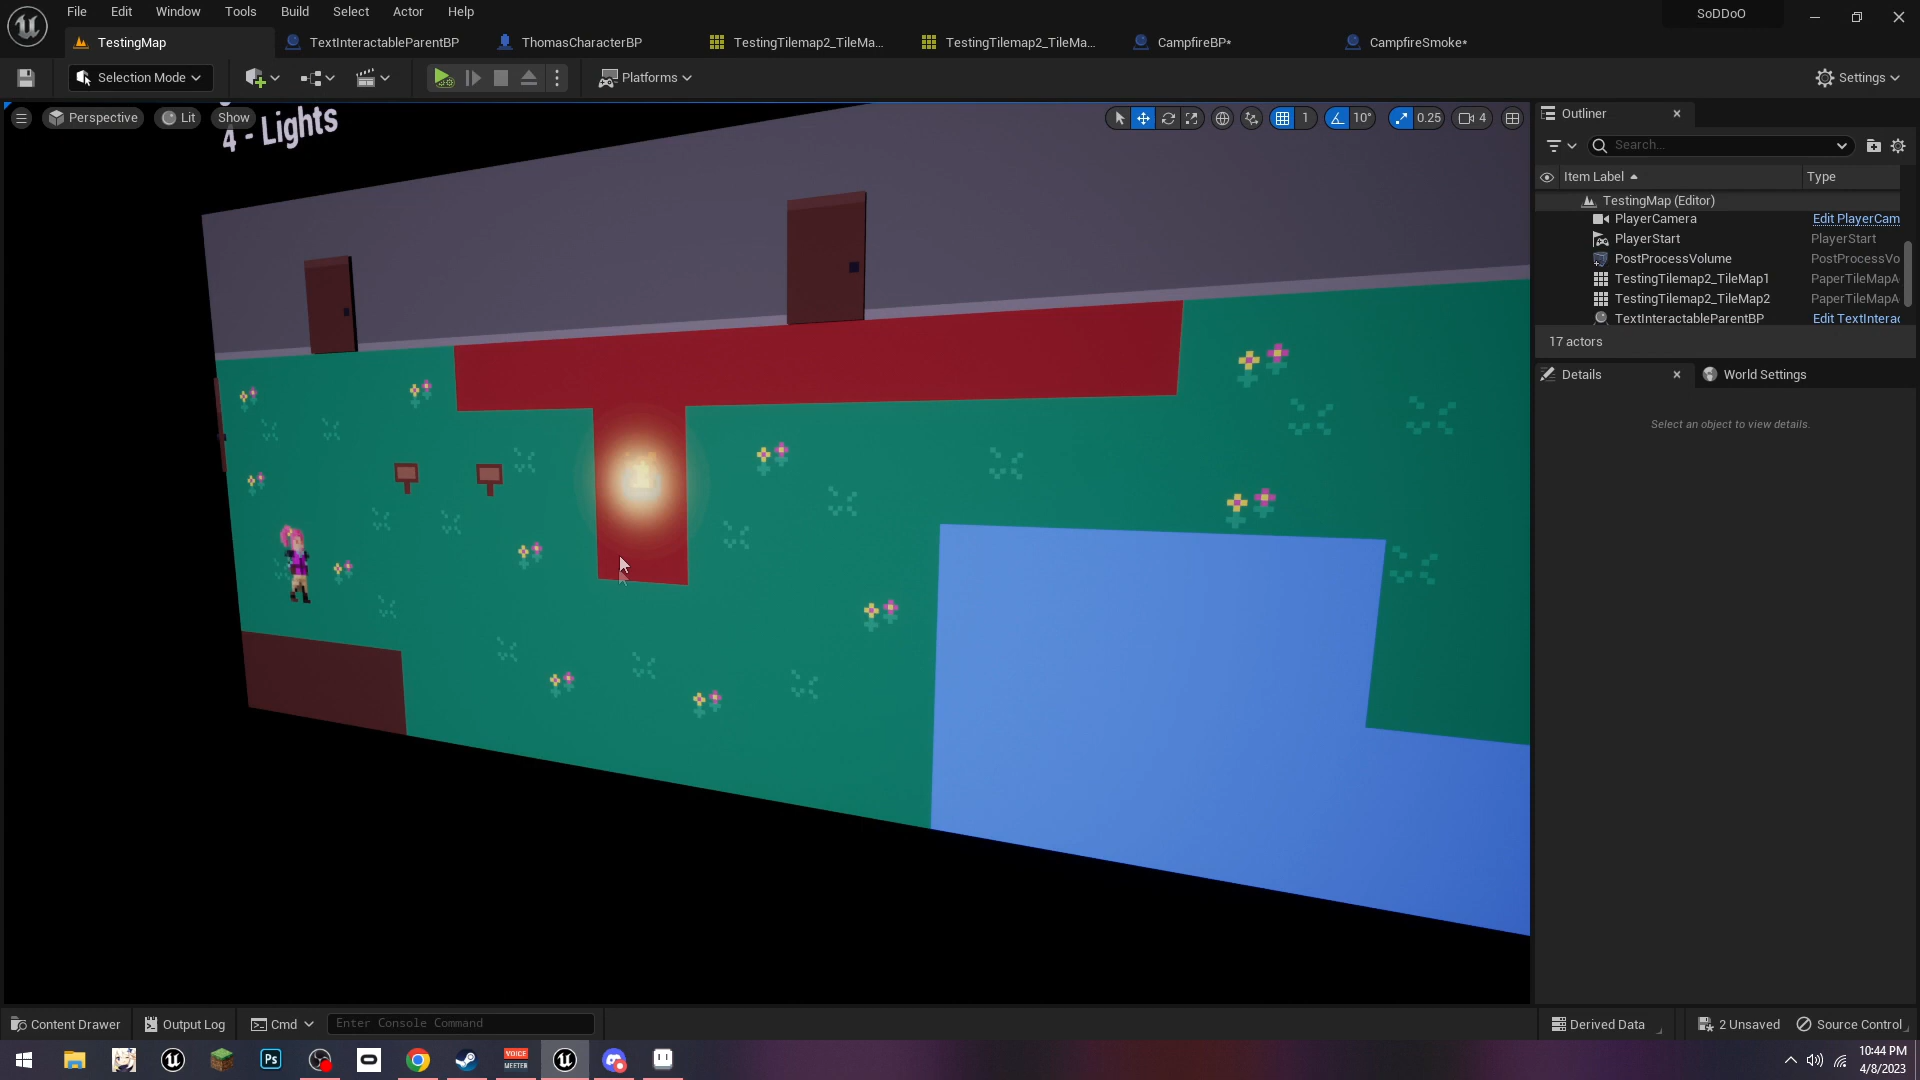 File Edit Window Tools Build Select Actor Help
SoDDoO
TestingMap
TextInteractableParentBP
ThomasCharacterBP
TestingTilemap2_TileMa...
TestingTilemap2_TileMa...
CampfireBP*
CampfireSmoke*
Selection Mode
Platforms
Settings
Perspective
Lit
Show
4 - Lights
1
10°
0.25
4
Outliner
Search...
Item Label
Type
TestingMap (Editor)
PlayerCamera Edit PlayerCam
PlayerStart PlayerStart
PostProcessVolume PostProcessVo
TestingTilemap2_TileMap1 PaperTileMapA
TestingTilemap2_TileMap2 PaperTileMapA
TextInteractableParentBP Edit TextInterac
17 actors
Details
World Settings
Select an object to view details.
Content Drawer
Output Log
Cmd
Enter Console Command
Derived Data
2 Unsaved
Source Control
Ps
VOICE
MEETER
10:44 PM
4/8/2023